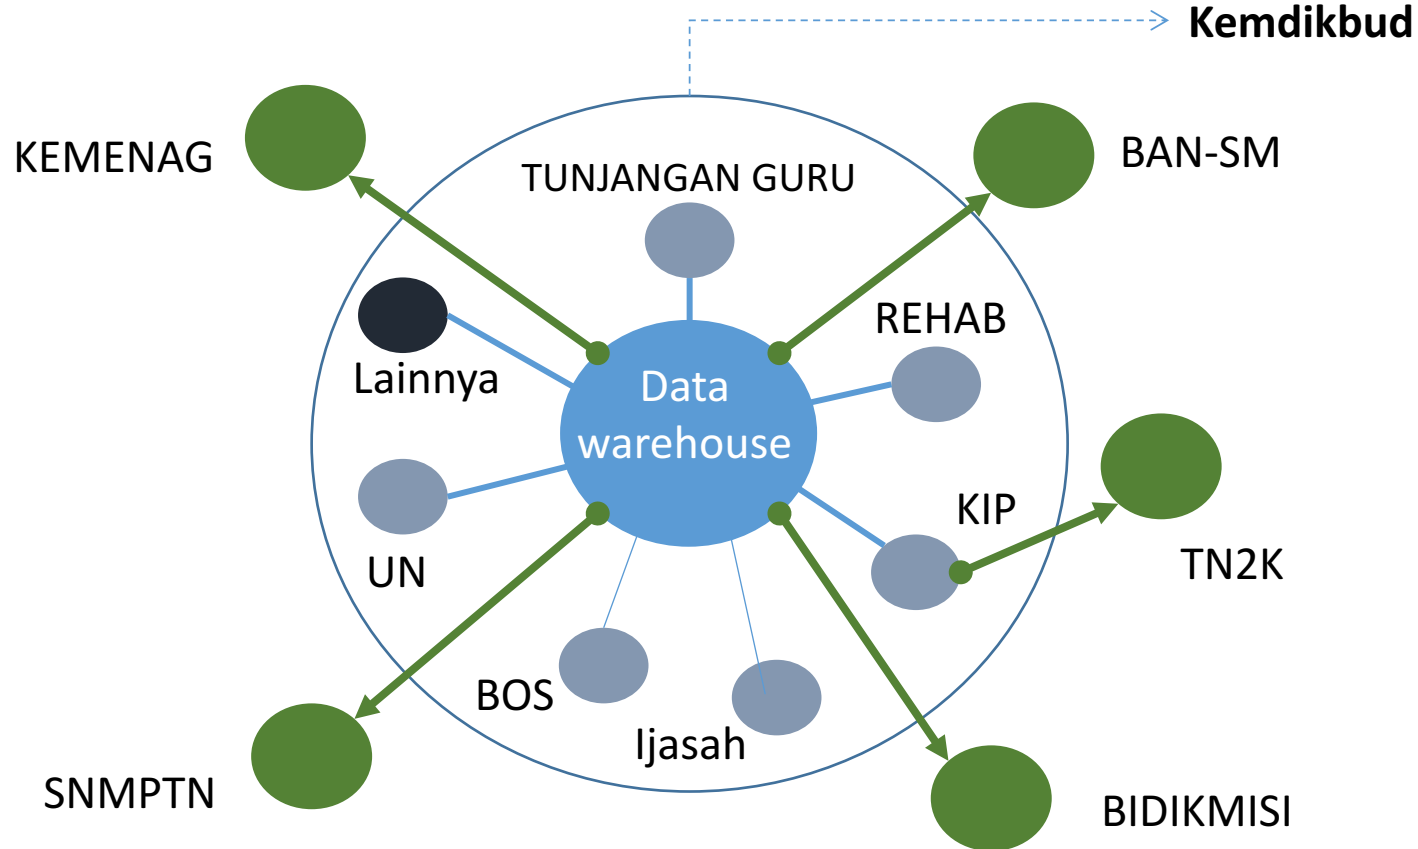 Kemdikbud
KEMENAG
BAN-SM
TUNJANGAN GURU
REHAB
Lainnya
Data
warehouse
KIP
UN
TN2K
BOS
Ijasah
SNMPTN
BIDIKMISI